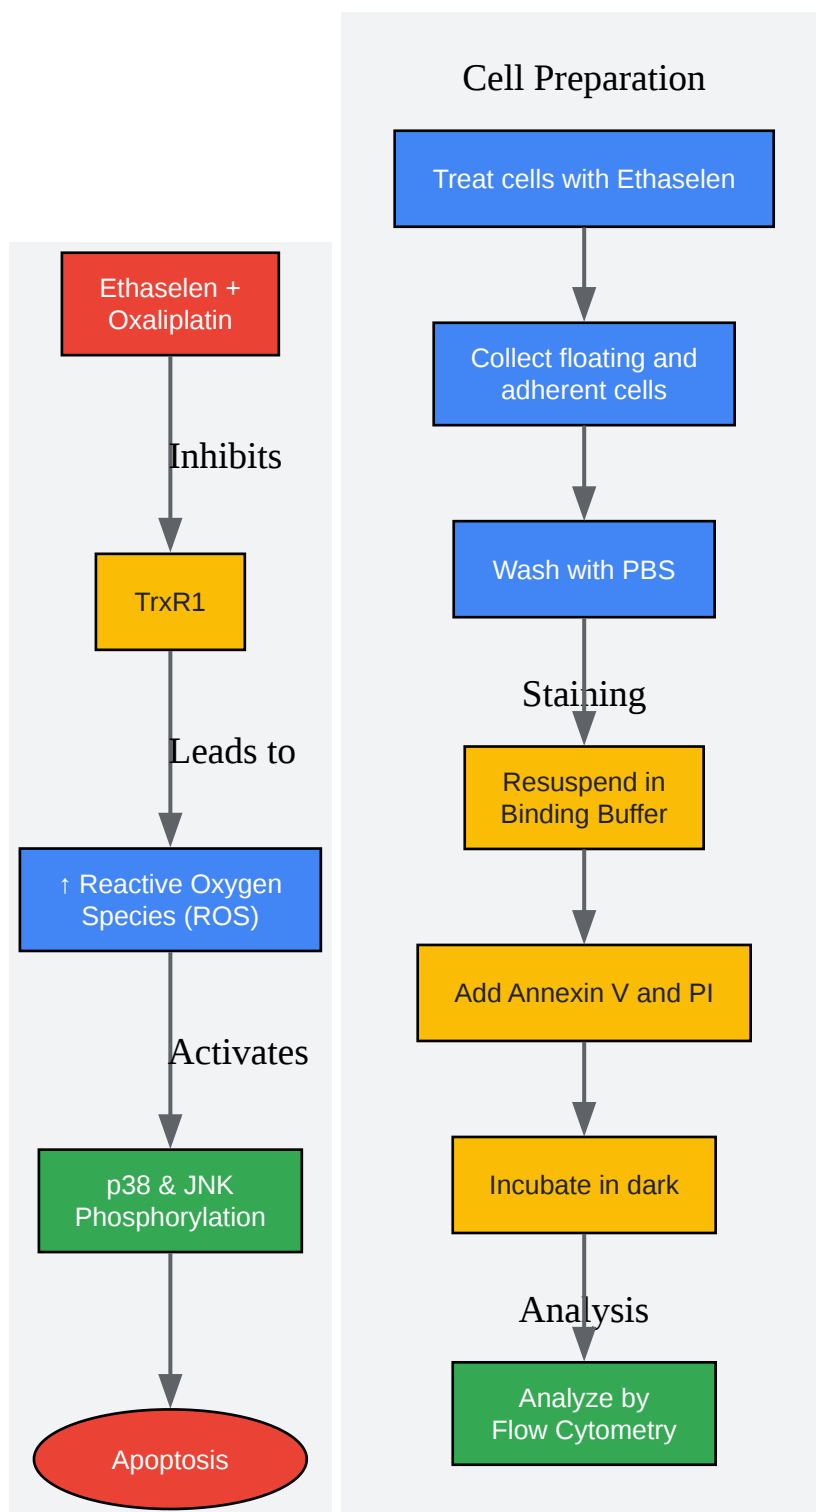 Ethaselen +
Oxaliplatin
Inhibits
TrxR1
Leads to
↑ Reactive Oxygen
Species (ROS)
Activates
p38 & JNK
Phosphorylation
Apoptosis
Cell Preparation
Treat cells with Ethaselen
Collect floating and
adherent cells
Wash with PBS
Staining
Resuspend in
Binding Buffer
Add Annexin V and PI
Incubate in dark
Analysis
Analyze by
Flow Cytometry